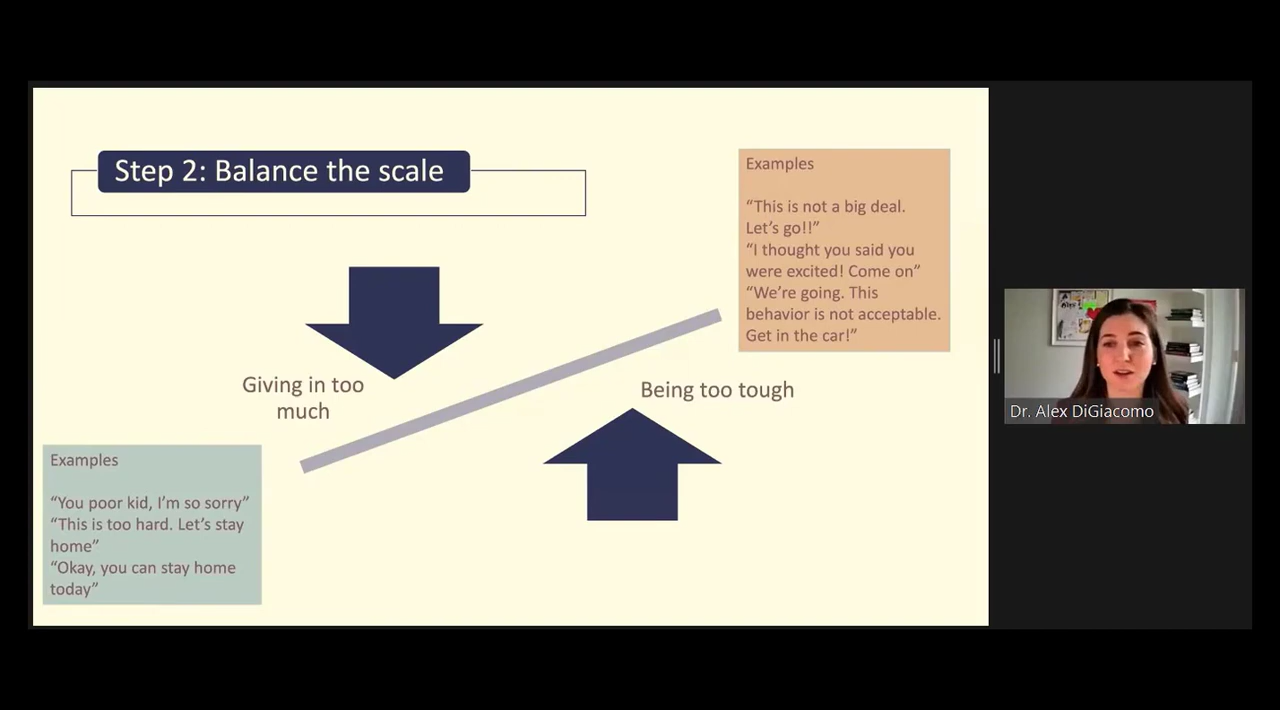 Step 2: Balance the scale
Examples
“This is not a big deal.
Let’s go!!”
“I thought you said you
were excited! Come on”
“We’re going. This
behavior is not acceptable.
Get in the car!”
Giving in too
much
Being too tough
Examples
“You poor kid, I’m so sorry”
“This is too hard. Let’s stay
home”
“Okay, you can stay home
today”
Dr. Alex DiGiacomo